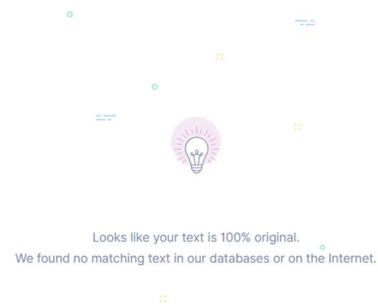 Looks like your text is 100% original.
We found no matching text in our databases or on the Internet.